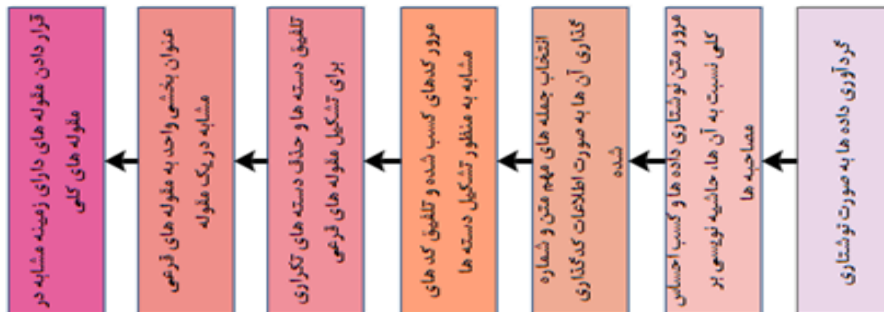 گردآوری داده ها به صورت نوشتاری
مرور متن نوشتاری داده ها و کسب احساس
کلی نسبت به آن ها، حاشیه نویسی بر
مصاحبه ها
انتخاب جمله های مهم متن و شماره
گذاری آن ها به صورت اطلاعات کدگذاری
شده
مرور کدهای کسب شده و تلفیق کد های
مشابه به منظور تشکیل دسته ها
تلفیق دسته ها و حذف دسته های تکراری
برای تشکیل مقوله های فرعی
عنوان بخشی واحد به مقوله های فرعی
مشابه در یک مقوله
قرار دادن مقوله های دارای زمینه مشابه در
مقوله های کلی